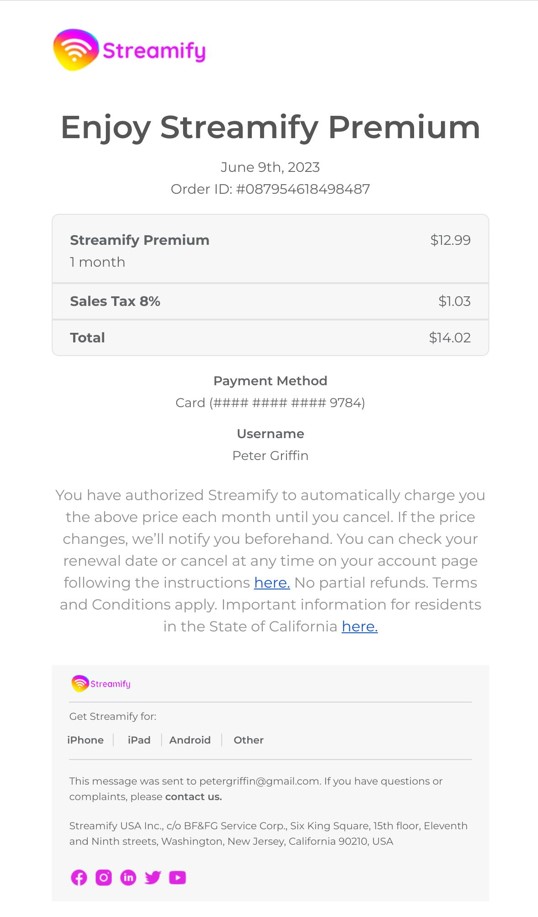 Streamify
Enjoy Streamify Premium
June 9th, 2023
Order ID: #087954618498487
Streamify Premium $12.99
1 month
Sales Tax 8% $1.03
Total $14.02
Payment Method
Card (#### #### #### 9784)
Username
Peter Griffin
You have authorized Streamify to automatically charge you
the above price each month until you cancel. If the price
changes, we’ll notify you beforehand. You can check your
renewal date or cancel at any time on your account page
following the instructions here. No partial refunds. Terms
and Conditions apply. Important information for residents
in the State of California here.
Streamify
Get Streamify for:
iPhone iPad Android Other
This message was sent to petergriffin@gmail.com. If you have questions or
complaints, please contact us.
Streamify USA Inc., c/o BF&FG Service Corp., Six King Square, 15th floor, Eleventh
and Ninth streets, Washington, New Jersey, California 90210, USA